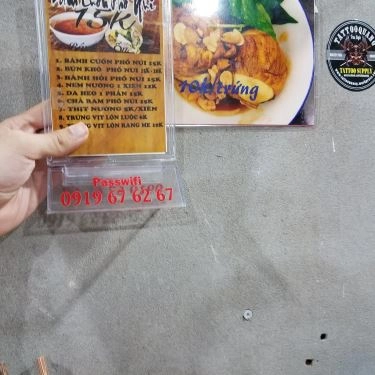 15K
1. BÁNH CUỐN PHỐ NÚI 15K
2. BÚN KHÔ PHỐ NÚI
3. BÁNH HỎI PHỐ NÚI 15K
4. NEM NƯỚNG 1 XIÊN 12K
5. DA HEO 1 PHẦN 15K
6. CHẢ RAM PHỐ NÚI 15K
7. THỊT NƯỚNG 8K/XIÊN
8. TRỨNG VỊT LỘN LUỘC 6K
TRỨNG VỊT LỘN RANG ME 10K
10k/trứng
TATTOOQUANG
TATTOO SUPPLY
Passwifi
0919 67 62 67